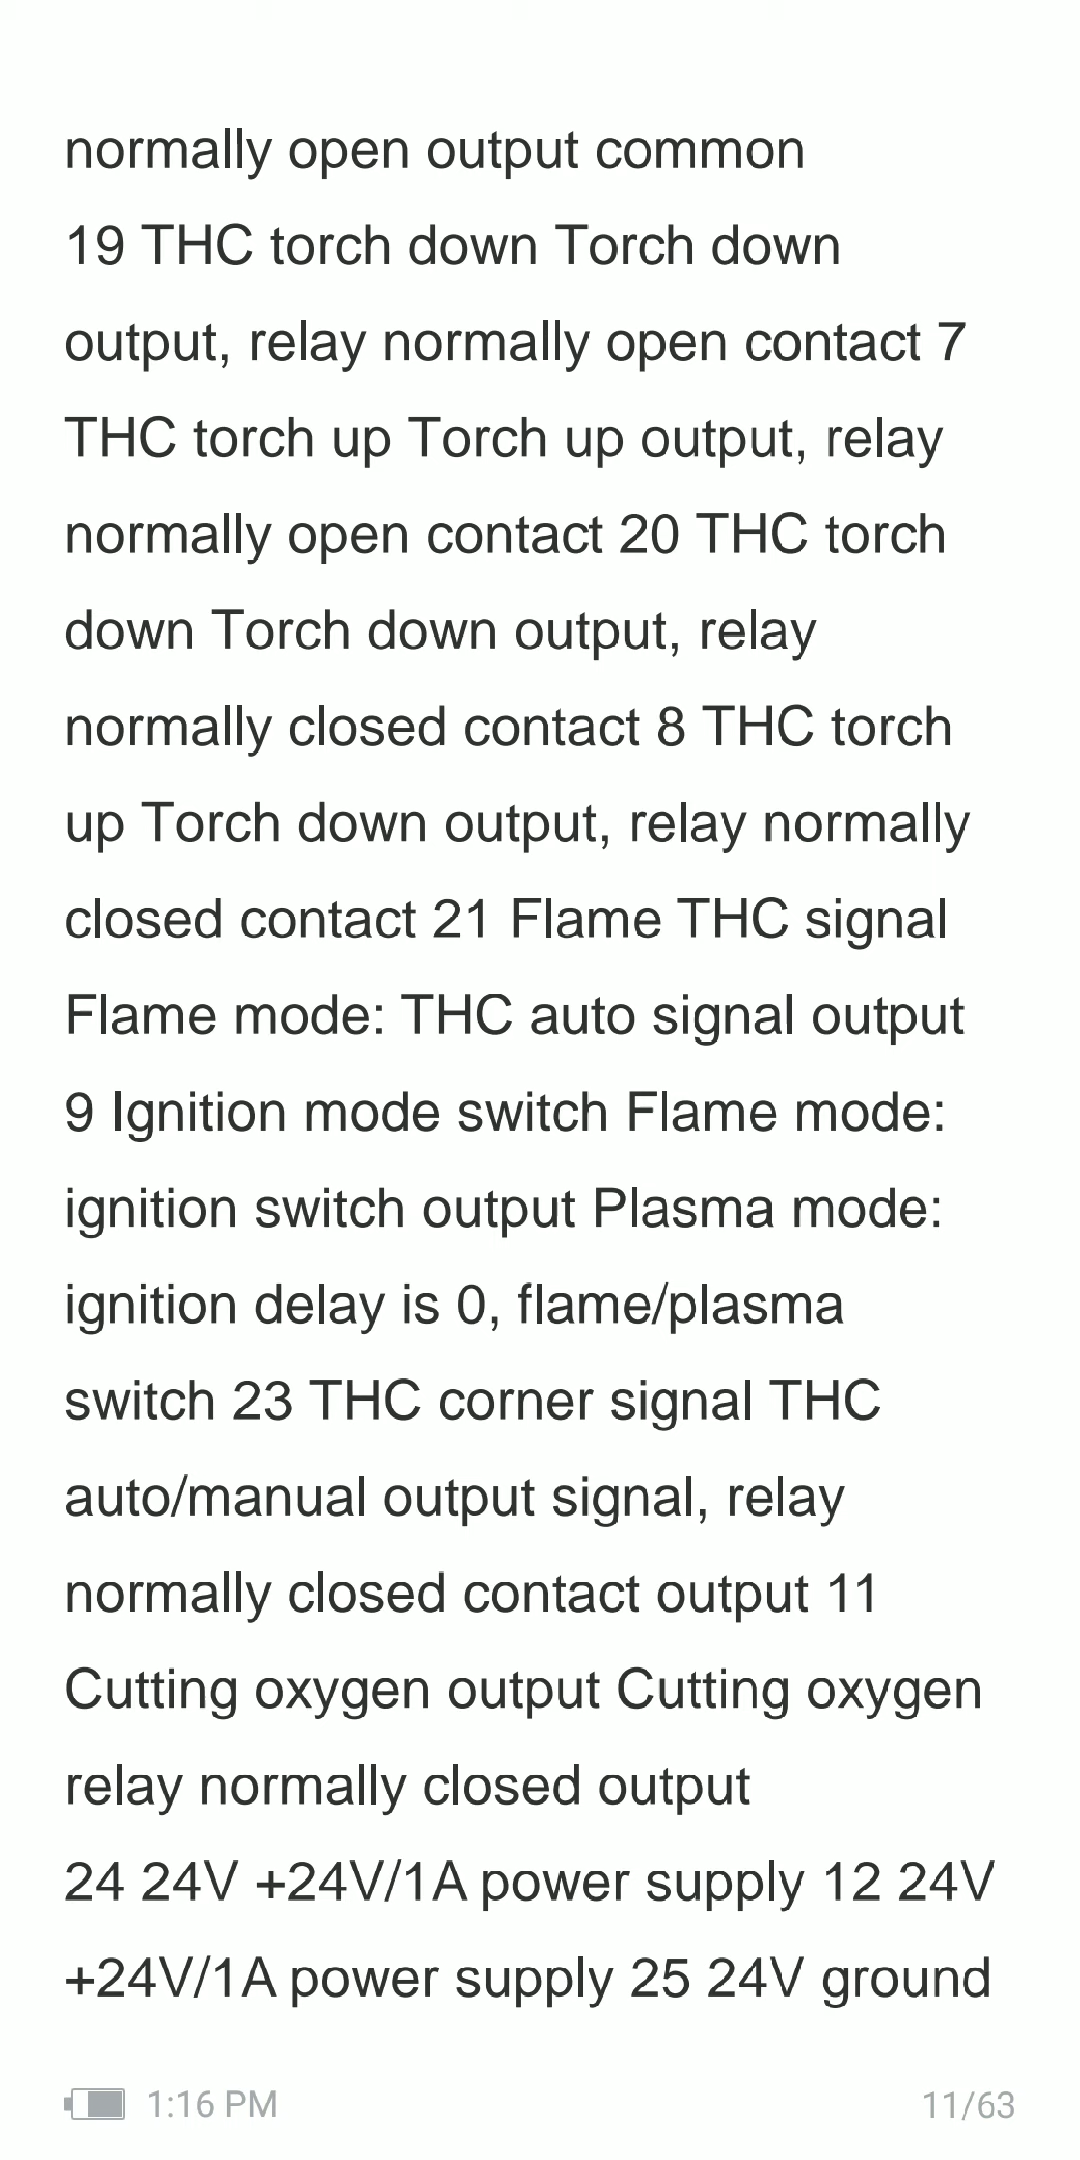 normally open output common
19 THC torch down Torch down
output, relay normally open contact 7
THC torch up Torch up output, relay
normally open contact 20 THC torch
down Torch down output, relay
normally closed contact 8 THC torch
up Torch down output, relay normally
closed contact 21 Flame THC signal
Flame mode: THC auto signal output
9 Ignition mode switch Flame mode:
ignition switch output Plasma mode:
ignition delay is 0, flame/plasma
switch 23 THC corner signal THC
auto/manual output signal, relay
normally closed contact output 11
Cutting oxygen output Cutting oxygen
relay normally closed output
24 24V +24V/1A power supply 12 24V
+24V/1A power supply 25 24V ground
1:16 PM 11/63